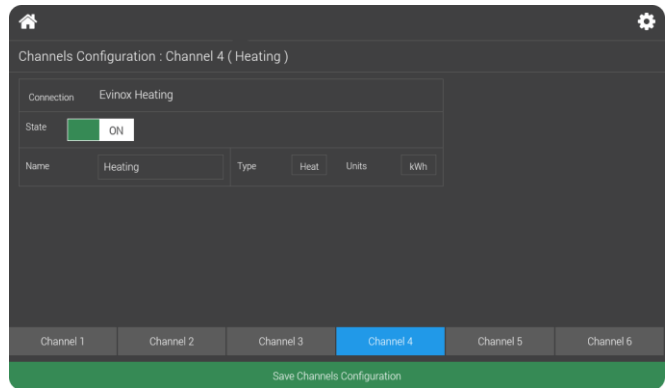 Channels Configuration : Channel 4 ( Heating )
Connection Evinox Heating
State ON
Name Heating Type Heat Units kWh
Channel 1 Channel 2 Channel 3 Channel 4 Channel 5 Channel 6
Save Channels Configuration